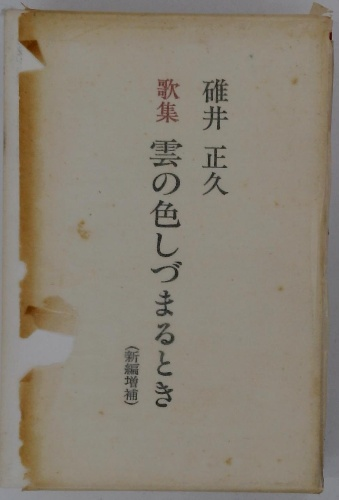 碓井 正久
歌集 雲の色しづまるとき
(新編増補)